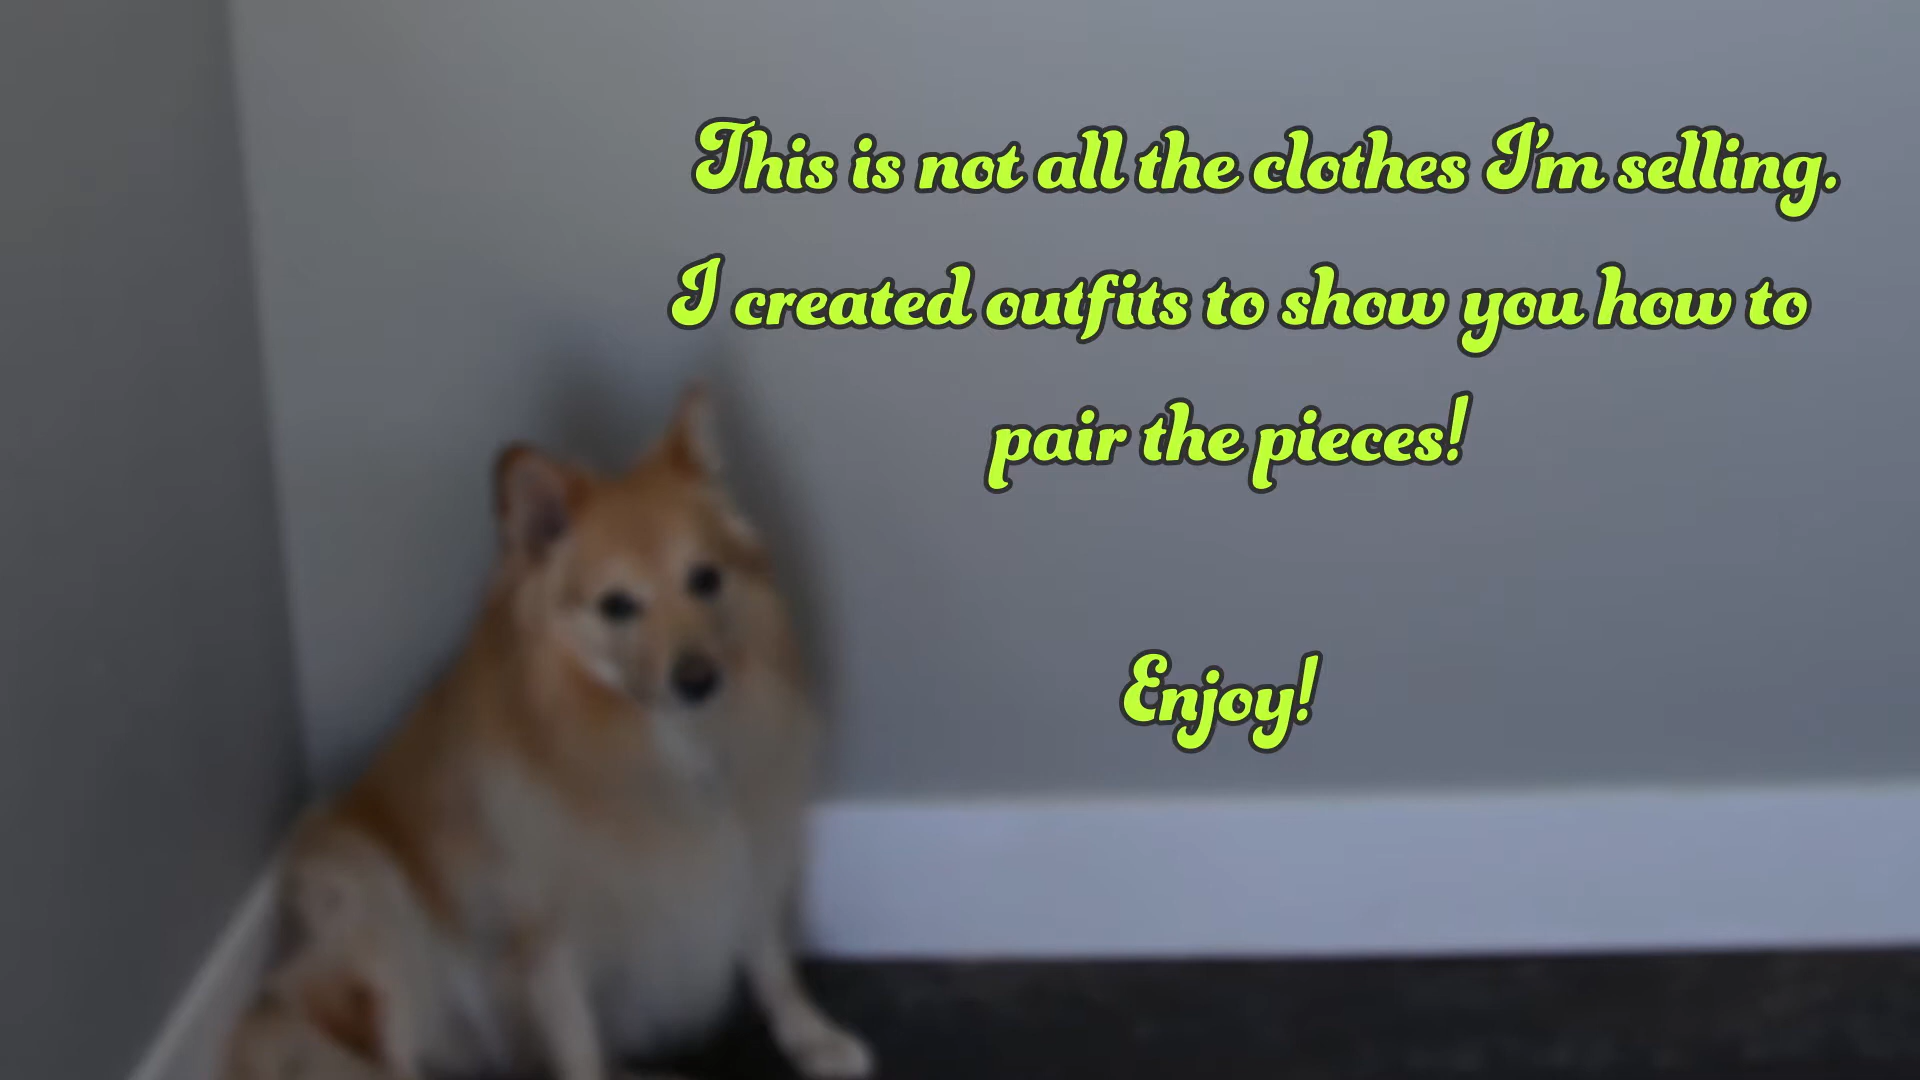 This is not all the clothes I'm selling.
I created outfits to show you how to
pair the pieces!
Enjoy!